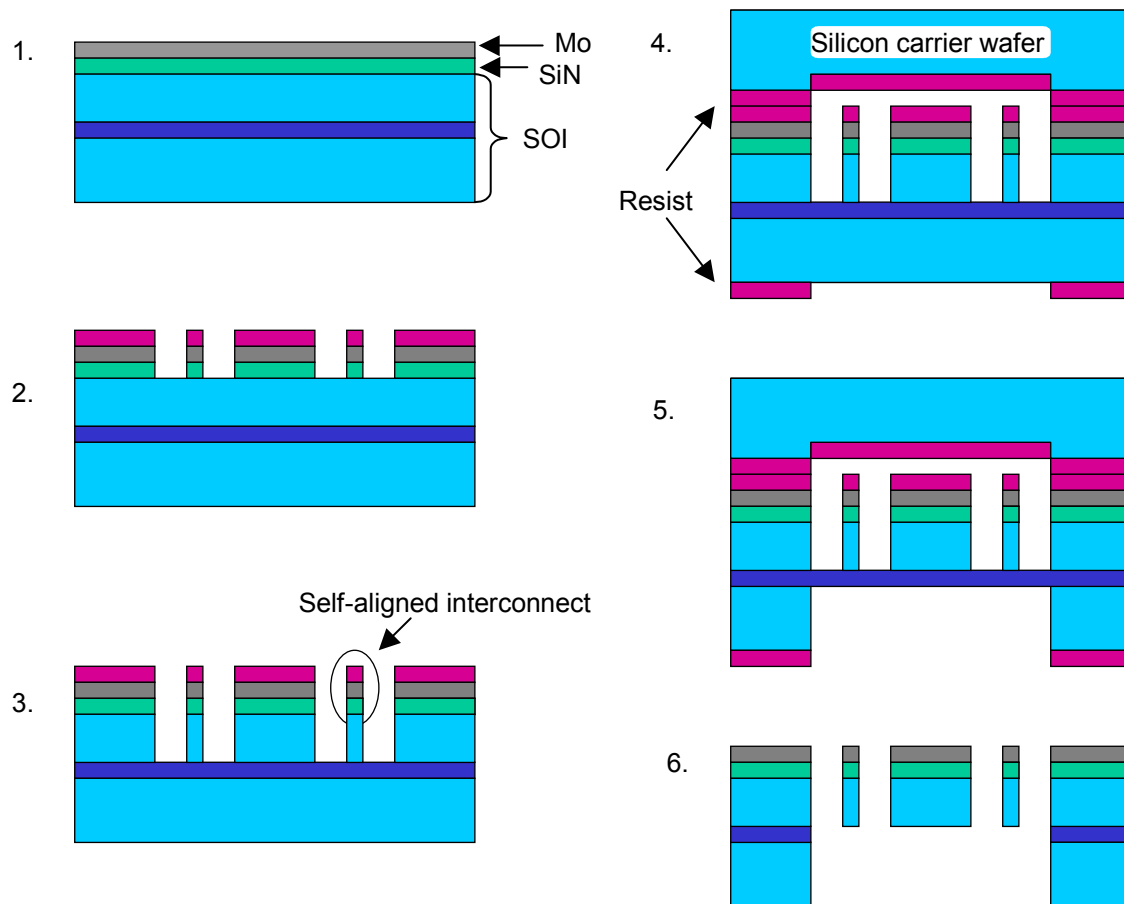 1.
Mo
SiN
SOI
2.
Self-aligned interconnect
3.
4.
Silicon carrier wafer
Resist
5.
6.